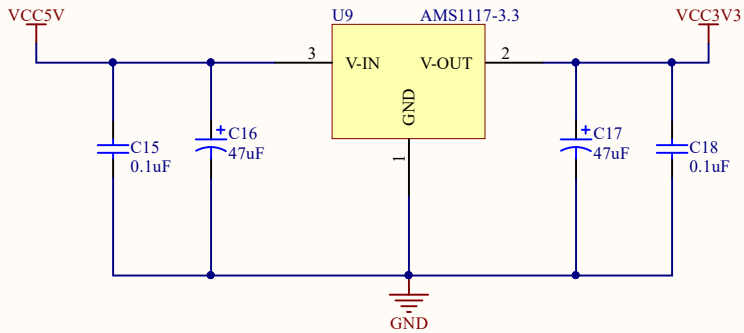 VCC5V
U9
AMS1117-3.3
VCC3V3
3
V-IN
V-OUT
2
GND
1
C15
0.1uF
+
C16
47uF
+
C17
47uF
C18
0.1uF
GND